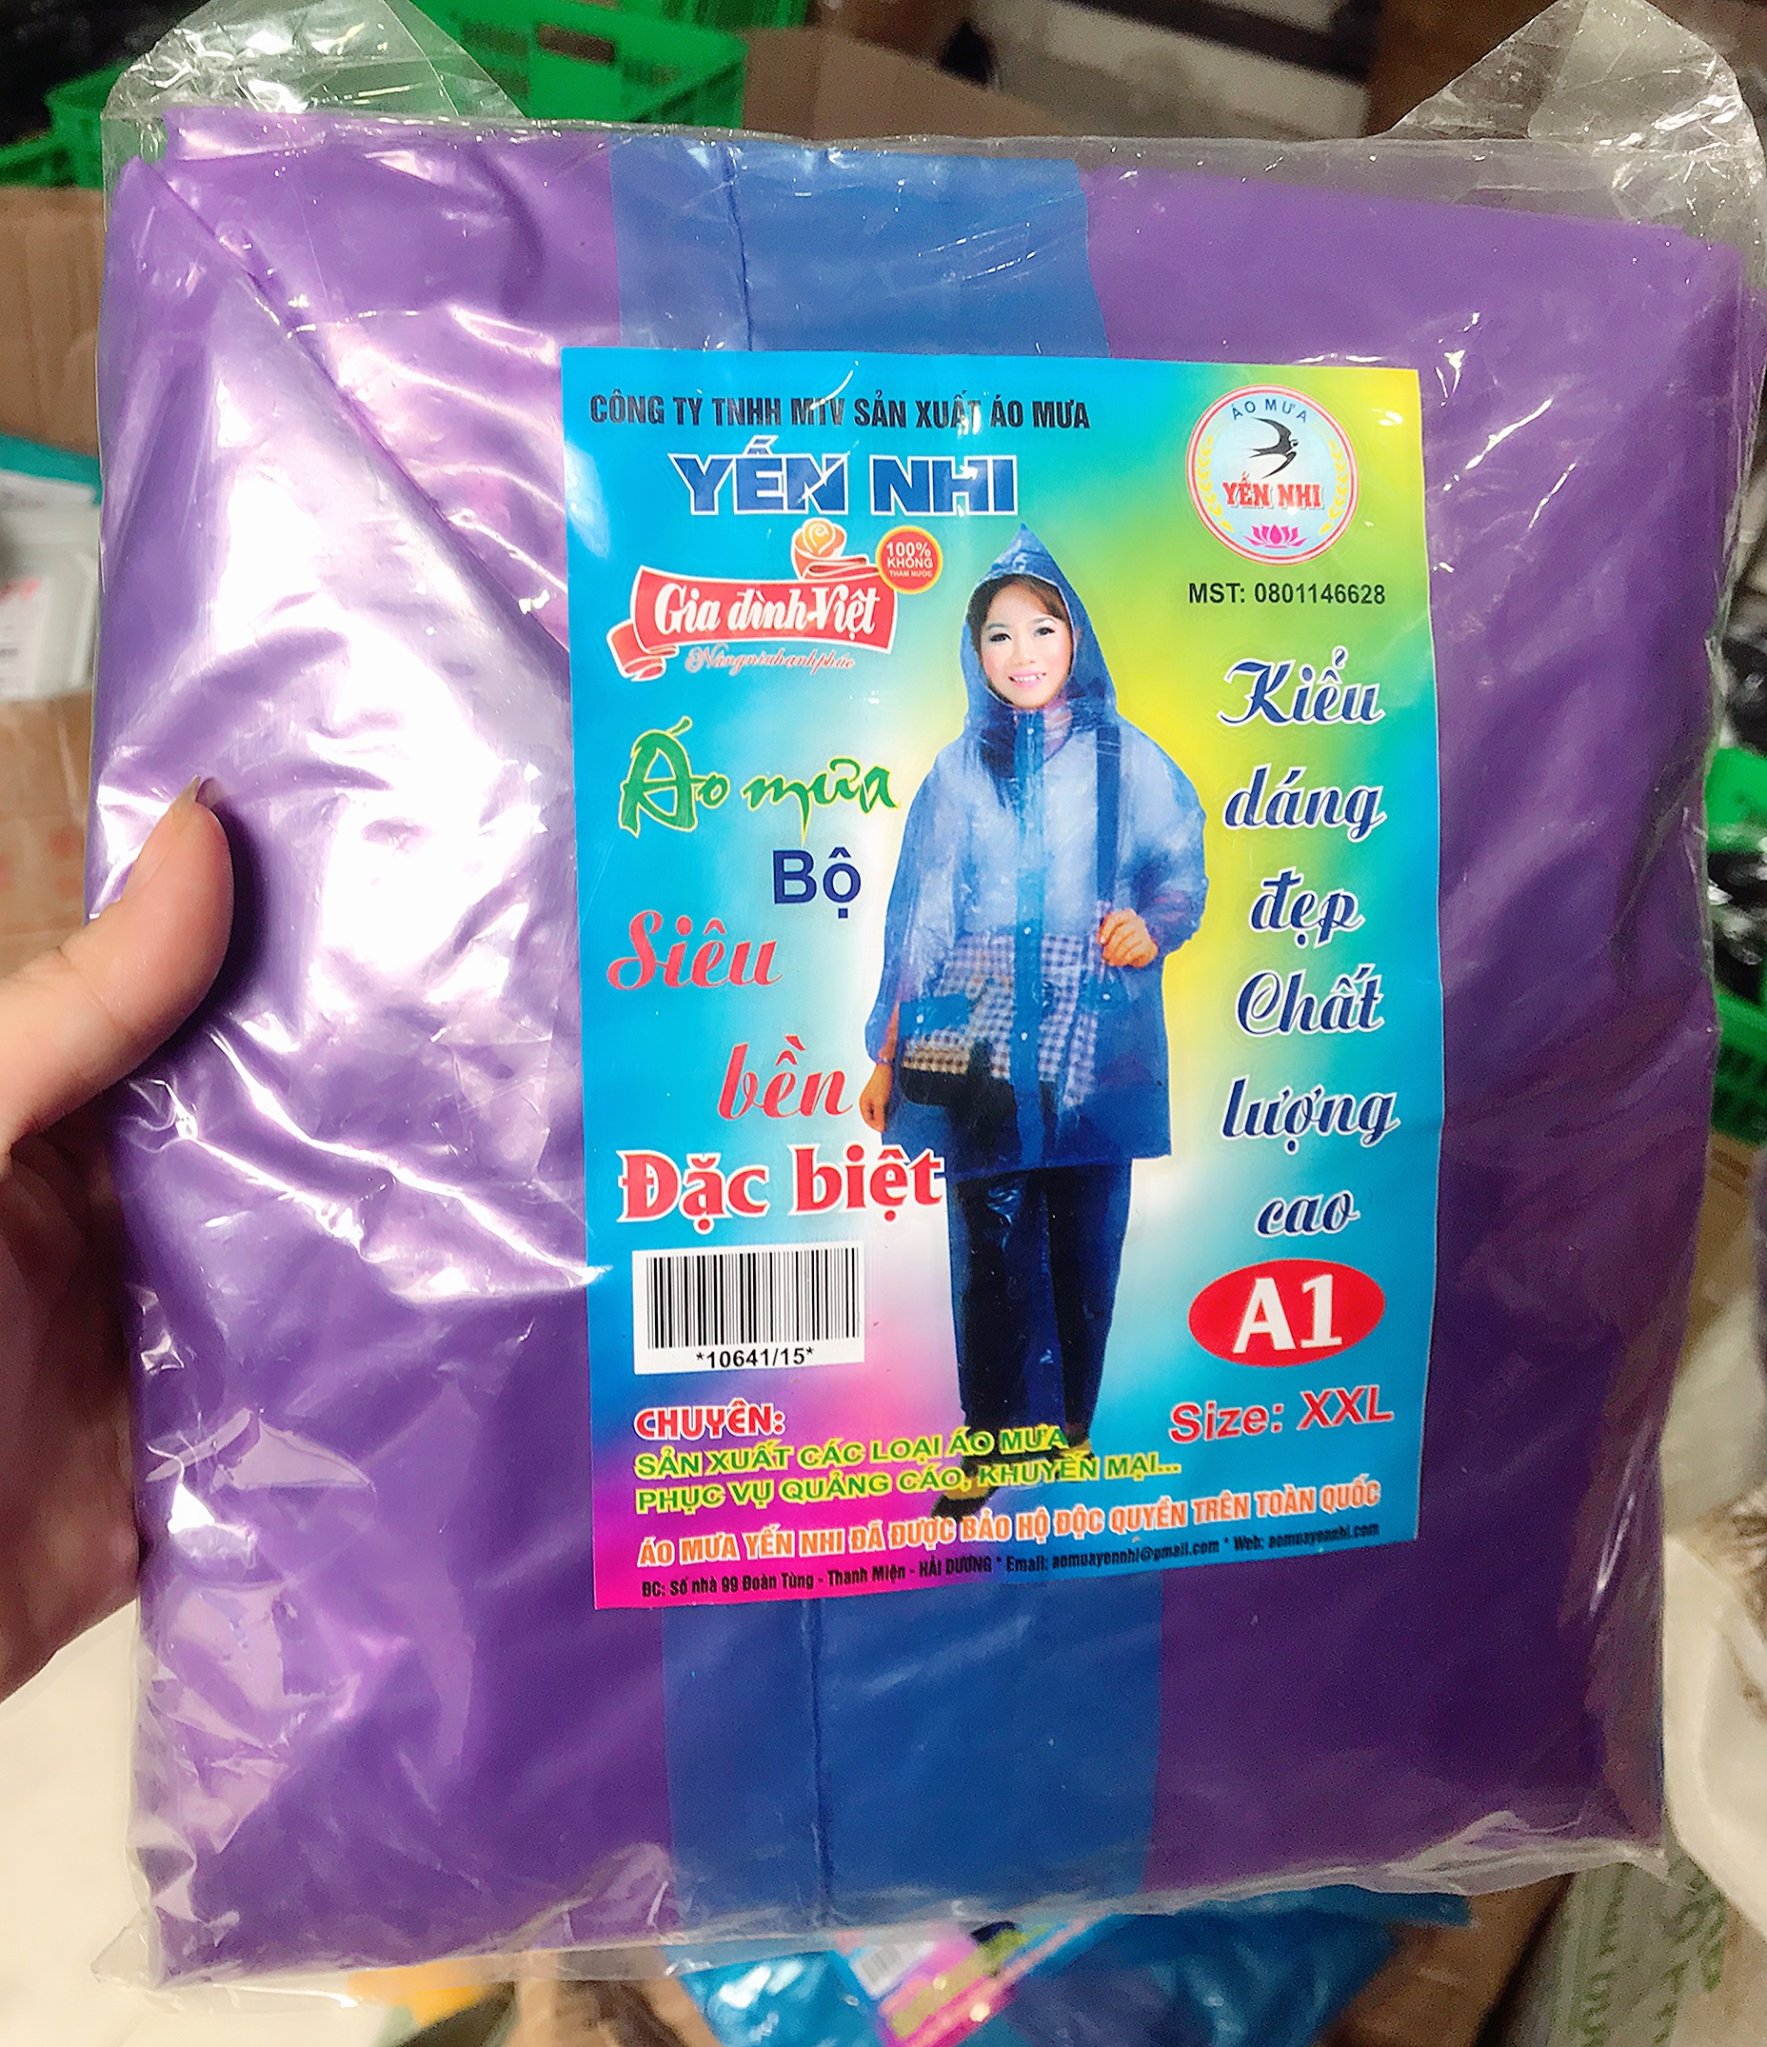 CÔNG TY TNHH MTV SẢN XUẤT ÁO MƯA
YẾN NHI
ÁO MƯA
YẾN NHI
MST: 0801146628
100%
KHÔNG
THẤM NƯỚC
Gia đình Việt
Nâng niu hạnh phúc
Áo mưa
Bộ
Siêu
bền
Đặc biệt
Kiểu
dáng
đẹp
Chất
lượng
cao
A1
Size: XXL
*10641/15*
CHUYÊN:
SẢN XUẤT CÁC LOẠI ÁO MƯA
PHỤC VỤ QUẢNG CÁO, KHUYẾN MẠI...
ÁO MƯA YẾN NHI ĐÃ ĐƯỢC BẢO HỘ ĐỘC QUYỀN TRÊN TOÀN QUỐC
ĐC: Số nhà 99 Đoàn Tùng - Thanh Miện - HẢI DƯƠNG * Email: aomuayennhi@gmail.com * Web: aomuayennhi.com